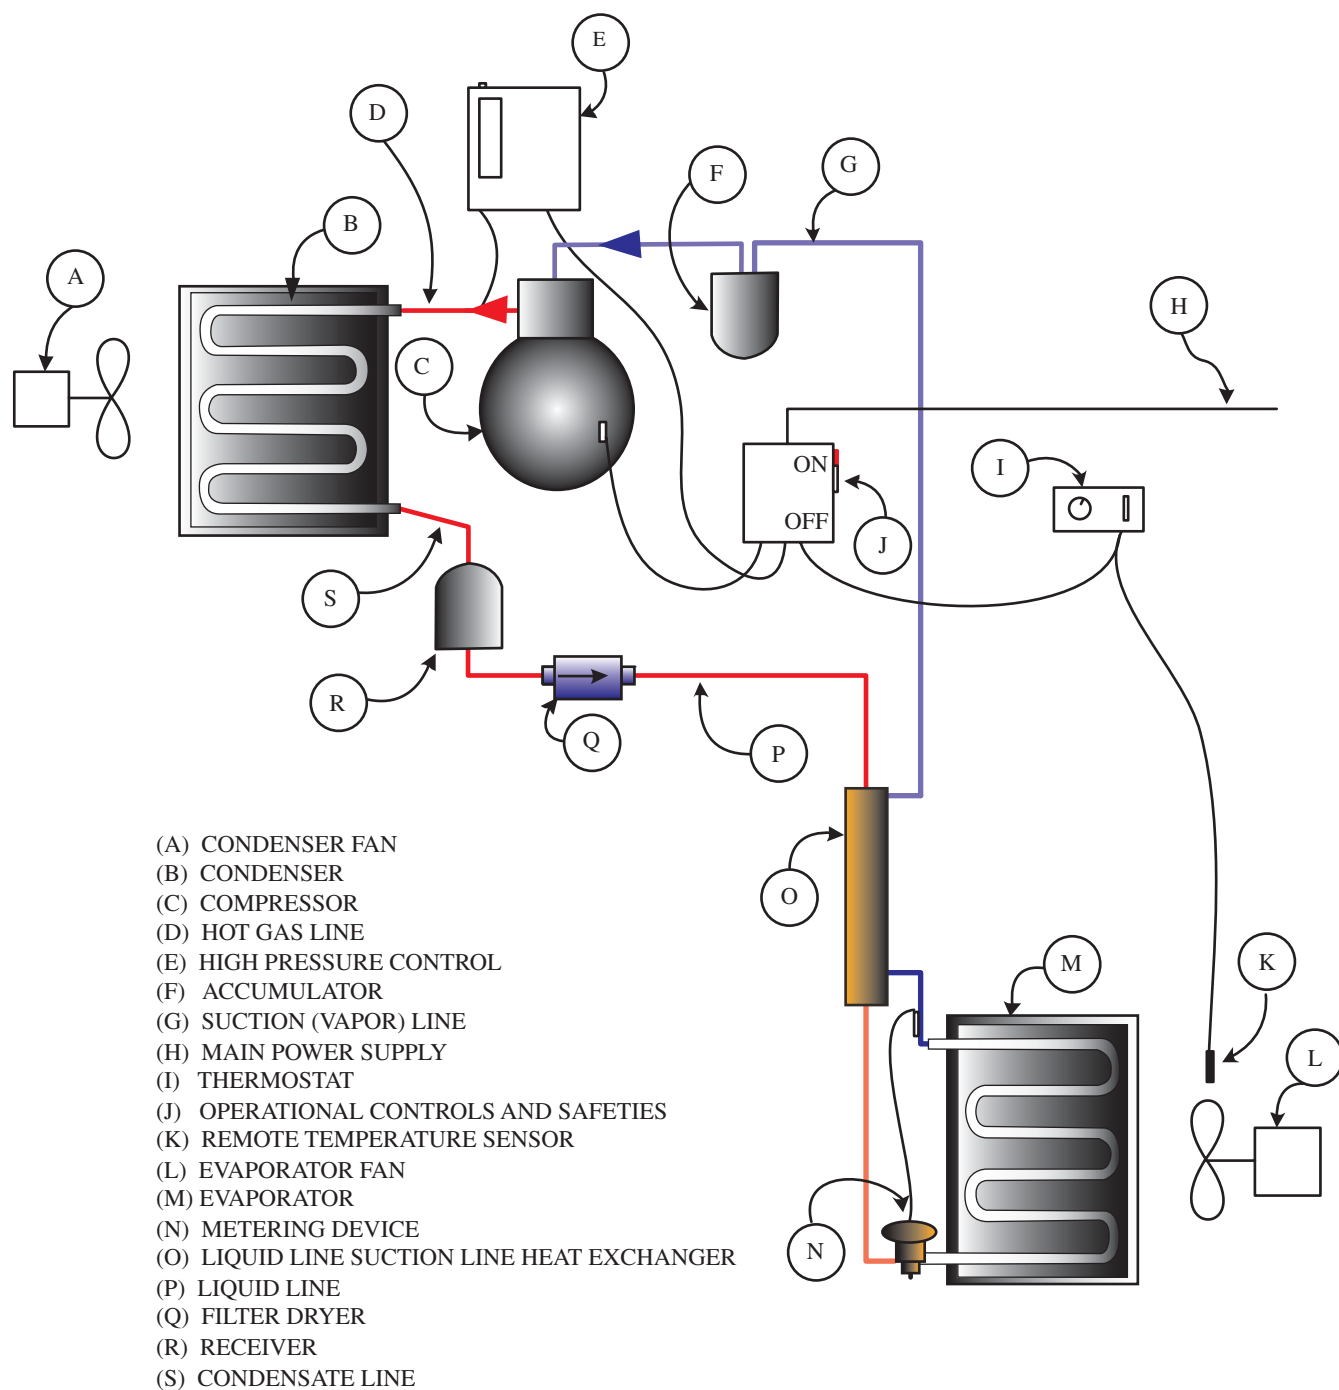 E
D
F
G
B
A
H
C
I
ON
OFF
J
S
R
Q
P
O
M
K
L
N
(A) CONDENSER FAN
(B) CONDENSER
(C) COMPRESSOR
(D) HOT GAS LINE
(E) HIGH PRESSURE CONTROL
(F) ACCUMULATOR
(G) SUCTION (VAPOR) LINE
(H) MAIN POWER SUPPLY
(I) THERMOSTAT
(J) OPERATIONAL CONTROLS AND SAFETIES
(K) REMOTE TEMPERATURE SENSOR
(L) EVAPORATOR FAN
(M) EVAPORATOR
(N) METERING DEVICE
(O) LIQUID LINE SUCTION LINE HEAT EXCHANGER
(P) LIQUID LINE
(Q) FILTER DRYER
(R) RECEIVER
(S) CONDENSATE LINE